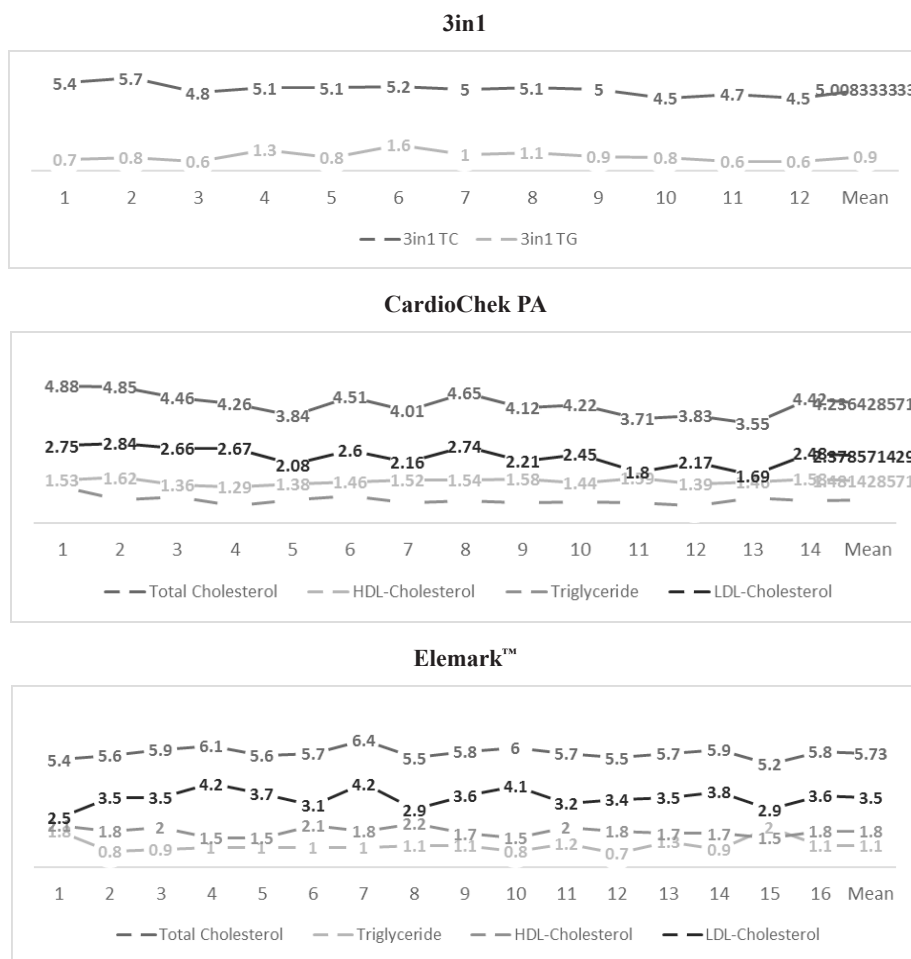 3in1
5.4 5.7 4.8 5.1 5.1 5.2 5 5.1 5 4.5 4.7 4.5 5.008333333
0.7 0.8 0.6 1.3 0.8 1.6 1 1.1 0.9 0.8 0.6 0.6 0.9
1 2 3 4 5 6 7 8 9 10 11 12 Mean
3in1 TC 3in1 TG
CardioChek PA
4.88 4.85 4.46 4.26 3.84 4.51 4.01 4.65 4.12 4.22 3.71 3.83 3.55 4.42 4.236428571
2.75 2.84 2.66 2.67 2.08 2.6 2.16 2.74 2.21 2.45 1.8 2.17 1.69 2.48 2.378571429
1.53 1.62 1.36 1.29 1.38 1.46 1.52 1.54 1.58 1.44 1.39 1.58 1.481428571
1 2 3 4 5 6 7 8 9 10 11 12 13 14 Mean
Total Cholesterol HDL-Cholesterol Triglyceride LDL-Cholesterol
Elemark™
5.4 5.6 5.9 6.1 5.6 5.7 6.4 5.5 5.8 6 5.7 5.5 5.7 5.9 5.2 5.8 5.73
2.5 3.5 3.5 4.2 3.7 3.1 4.2 2.9 3.6 4.1 3.2 3.4 3.5 3.8 2.9 3.6 3.5
2.1 1.8 2 1.5 1.5 2.1 1.8 2.2 1.7 1.5 2 1.8 1.7 1.7 1.5 1.8 1.8
0.8 0.9 1 1 1 1 1.1 1.1 0.8 1.2 0.7 1.3 0.9 2 1.1 1.1
1 2 3 4 5 6 7 8 9 10 11 12 13 14 15 16 Mean
Total Cholesterol Triglyceride HDL-Cholesterol LDL-Cholesterol